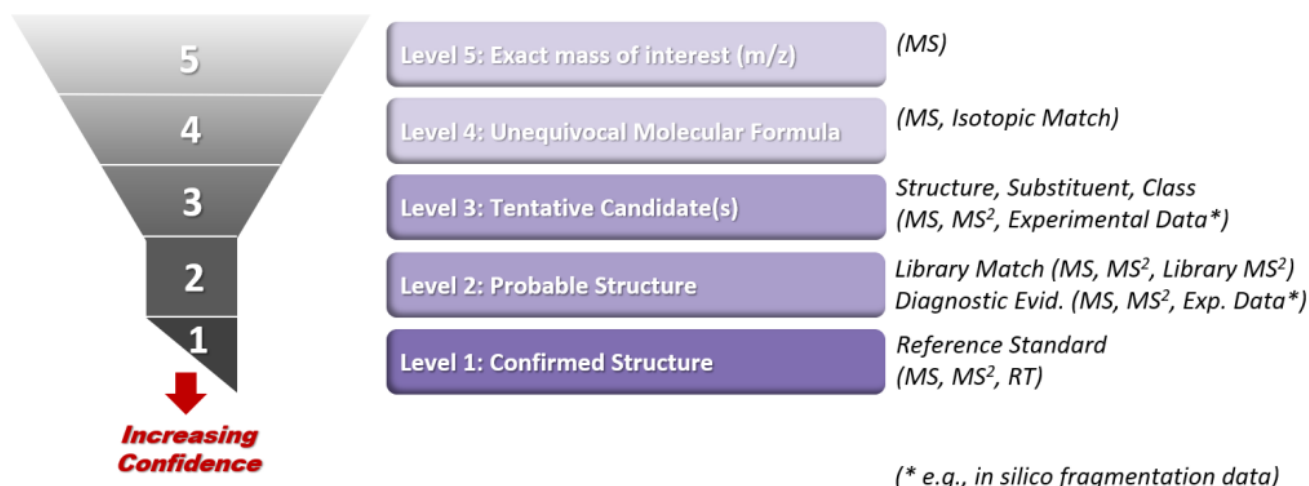 5
Level 5: Exact mass of interest (m/z)
(MS)
4
Level 4: Unequivocal Molecular Formula
(MS, Isotopic Match)
3
Level 3: Tentative Candidate(s)
Structure, Substituent, Class
(MS, MS², Experimental Data*)
2
Level 2: Probable Structure
Library Match (MS, MS², Library MS²)
Diagnostic Evid. (MS, MS², Exp. Data*)
1
Level 1: Confirmed Structure
Reference Standard
(MS, MS², RT)
Increasing
Confidence
(* e.g., in silico fragmentation data)